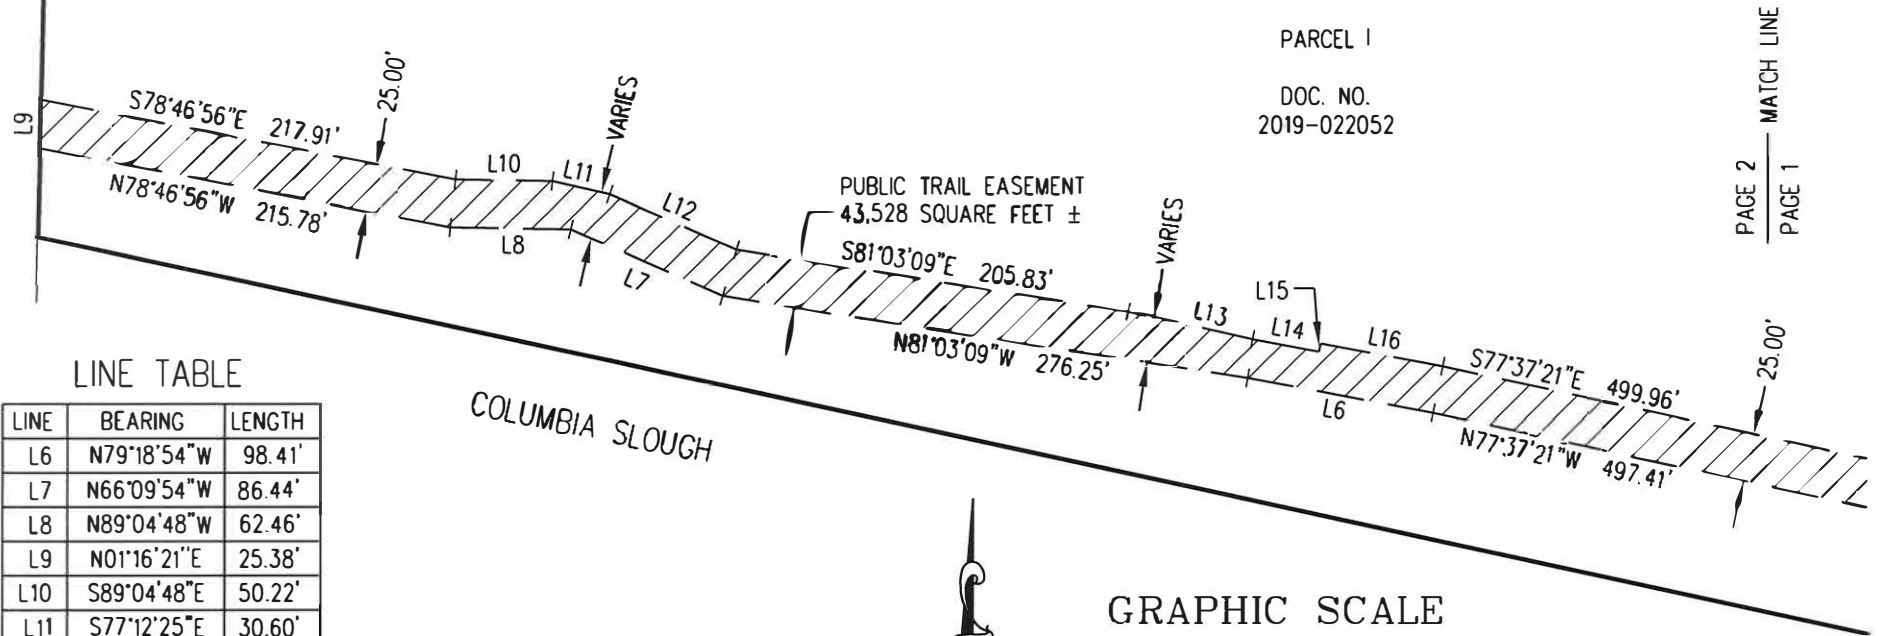 PARCEL I
DOC. NO.
2019-022052
MATCH LINE
PAGE 2
PAGE 1
L9
S78°46'56"E 217.91'
25.00'
N78°46'56"W 215.78'
L10
L11
VARIES
L8
L12
L7
PUBLIC TRAIL EASEMENT
43,528 SQUARE FEET ±
S81°03'09"E 205.83'
N81°03'09"W 276.25'
VARIES
L13
L15
L14
L16
L6
S77°37'21"E 499.96'
N77°37'21"W 497.41'
25.00'
COLUMBIA SLOUGH
LINE TABLE
LINE BEARING LENGTH
L6 N79°18'54"W 98.41'
L7 N66°09'54"W 86.44'
L8 N89°04'48"W 62.46'
L9 N01°16'21"E 25.38'
L10 S89°04'48"E 50.22'
L11 S77°12'25"E 30.60'
GRAPHIC SCALE